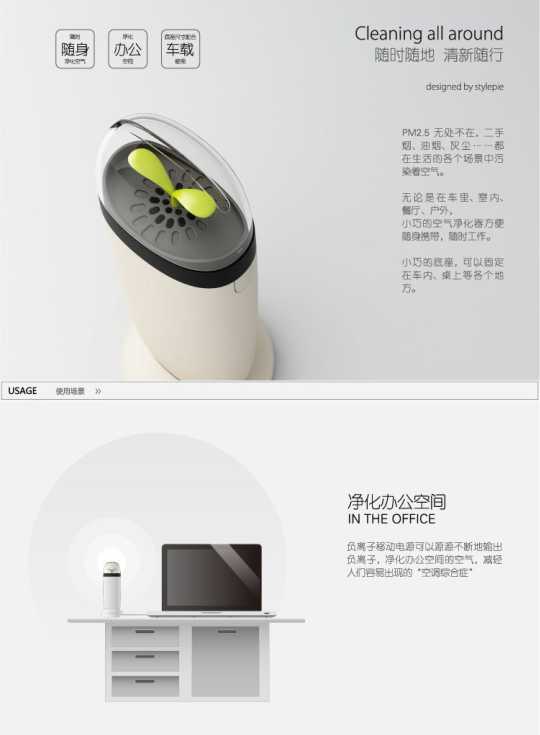 随时
随身
净化空气
净化
办公
空间
车载
Cleaning all around
随时随地 清新随行
designed by stylepie
PM2.5 无处不在，二手
烟、油烟、灰尘……都
在生活的各个场景中污
染着空气。
无论是在车里、室内、
餐厅、户外，
小巧的空气净化器方便
随身携带，随时工作。
小巧的底座，可以固定
在车内、桌上等各个地
方。
USAGE 使用场景 >>
净化办公空间
IN THE OFFICE
负离子移动电源可以源源不断地输出
负离子，净化办公空间的空气，减轻
人们容易出现的“空调综合症”